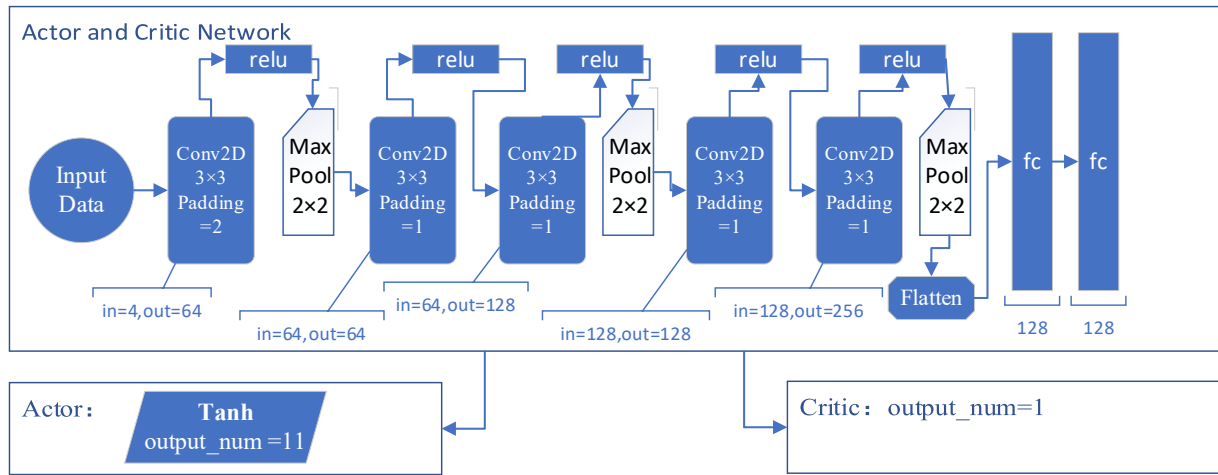 Actor and Critic Network
relu
relu
relu
relu
relu
Input
Data
Conv2D
3×3
Padding
=2
Max
Pool
2×2
Conv2D
3×3
Padding
=1
Conv2D
3×3
Padding
=1
Max
Pool
2×2
Conv2D
3×3
Padding
=1
Conv2D
3×3
Padding
=1
Max
Pool
2×2
Flatten
fc
fc
in=4,out=64
in=64,out=64
in=64,out=128
in=128,out=128
in=128,out=256
128
128
Actor：
Tanh
output_num =11
Critic：output_num=1